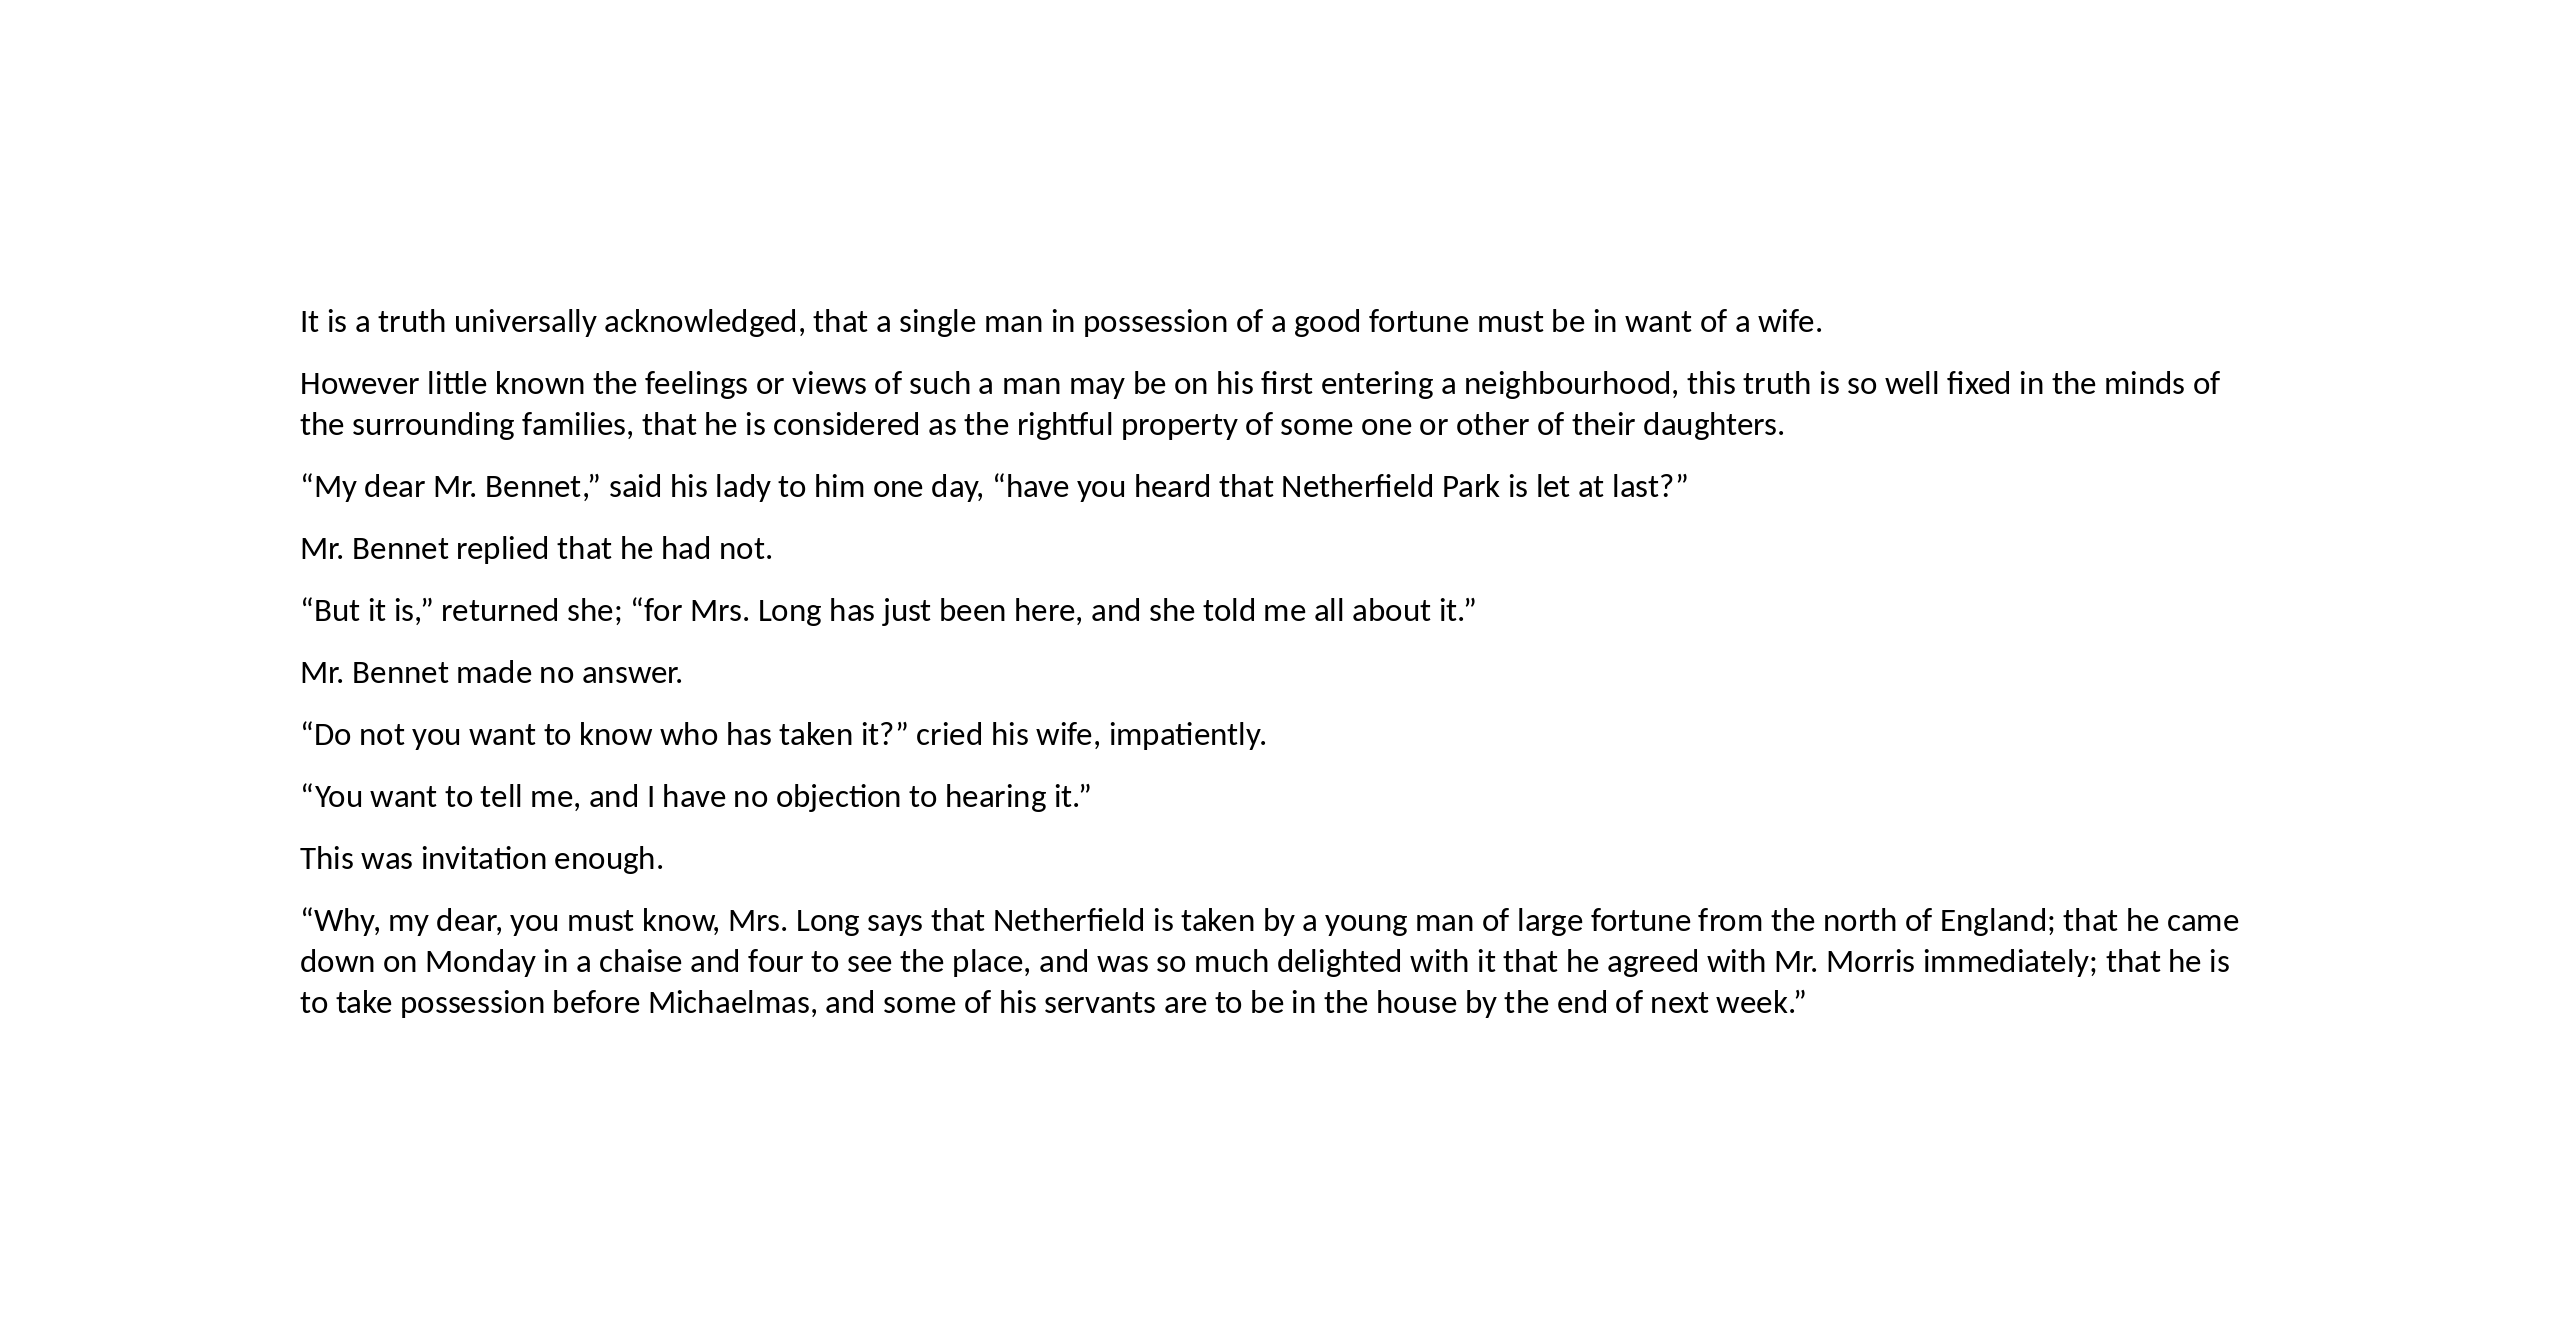 It is a truth universally acknowledged, that a single man in possession of a good fortune must be in want of a wife.
However little known the feelings or views of such a man may be on his first entering a neighbourhood, this truth is so well fixed in the minds of
the surrounding families, that he is considered as the rightful property of some one or other of their daughters.
“My dear Mr. Bennet,” said his lady to him one day, “have you heard that Netherfield Park is let at last?”
Mr. Bennet replied that he had not.
“But it is,” returned she; “for Mrs. Long has just been here, and she told me all about it.”
Mr. Bennet made no answer.
“Do not you want to know who has taken it?” cried his wife, impatiently.
“You want to tell me, and I have no objection to hearing it.”
This was invitation enough.
“Why, my dear, you must know, Mrs. Long says that Netherfield is taken by a young man of large fortune from the north of England; that he came
down on Monday in a chaise and four to see the place, and was so much delighted with it that he agreed with Mr. Morris immediately; that he is
to take possession before Michaelmas, and some of his servants are to be in the house by the end of next week.”